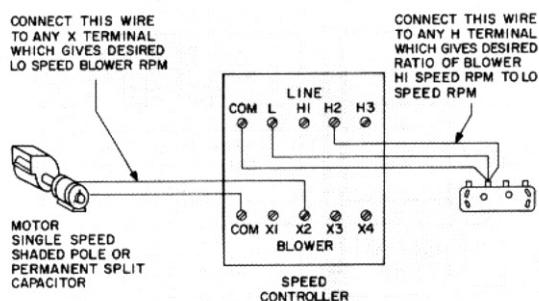 CONNECT THIS WIRE
TO ANY X TERMINAL
WHICH GIVES DESIRED
LO SPEED BLOWER RPM
CONNECT THIS WIRE
TO ANY H TERMINAL
WHICH GIVES DESIRED
RATIO OF BLOWER
HI SPEED RPM TO LO
SPEED RPM
LINE
COM L H1 H2 H3
COM X1 X2 X3 X4
BLOWER
MOTOR
SINGLE SPEED
SHADED POLE OR
PERMANENT SPLIT
CAPACITOR
SPEED
CONTROLLER